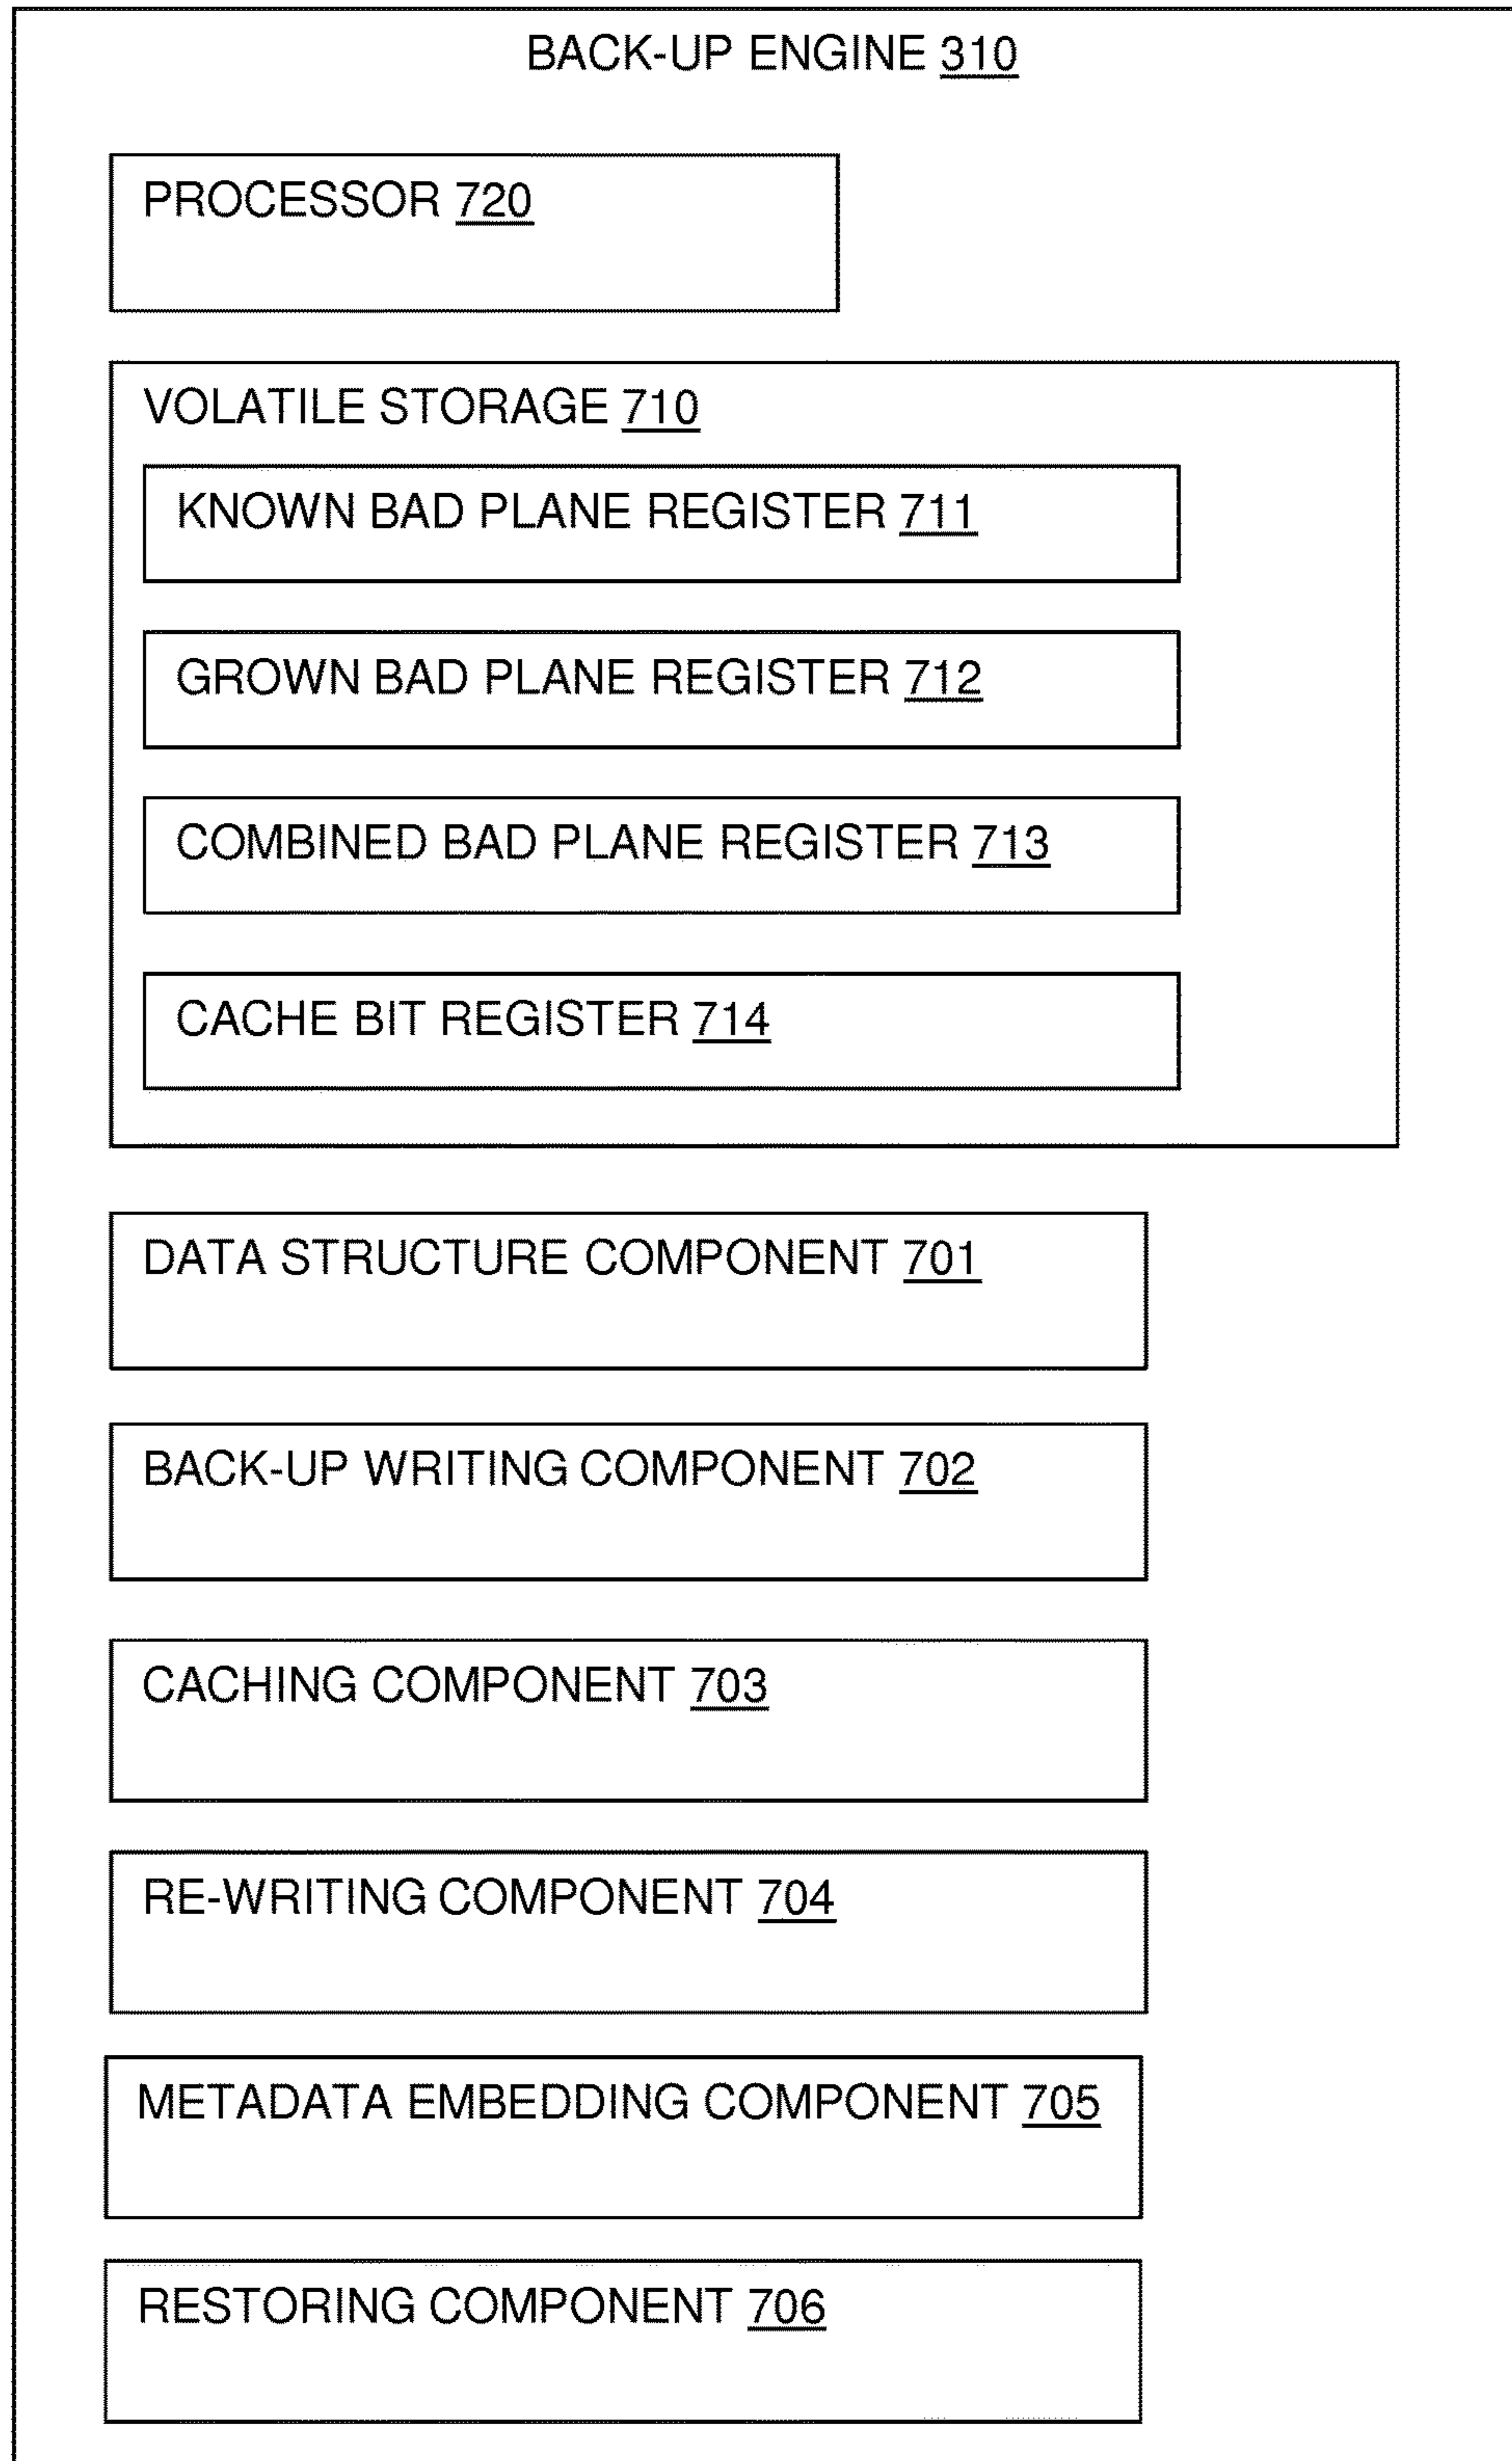 BACK-UP ENGINE 310
PROCESSOR 720
VOLATILE STORAGE 710
KNOWN BAD PLANE REGISTER 711
GROWN BAD PLANE REGISTER 712
COMBINED BAD PLANE REGISTER 713
CACHE BIT REGISTER 714
DATA STRUCTURE COMPONENT 701
BACK-UP WRITING COMPONENT 702
CACHING COMPONENT 703
RE-WRITING COMPONENT 704
METADATA EMBEDDING COMPONENT 705
RESTORING COMPONENT 706